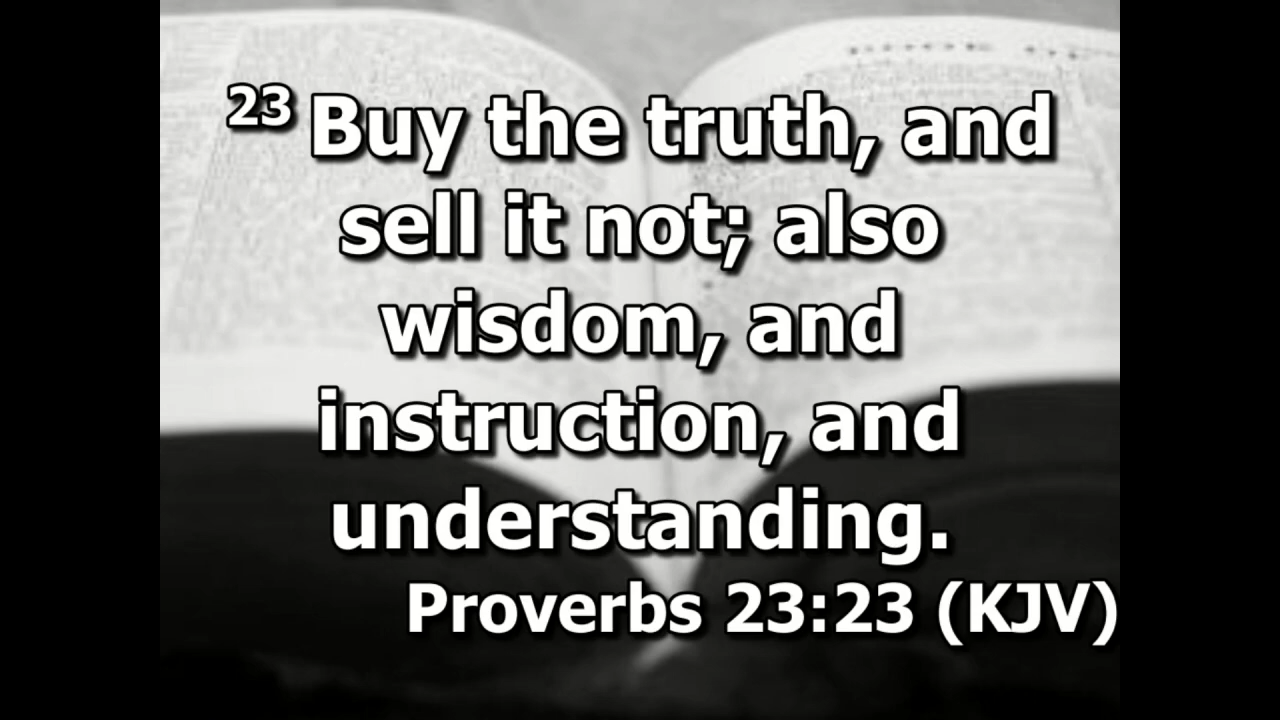 23 Buy the truth, and
sell it not; also
wisdom, and
instruction, and
understanding.
Proverbs 23:23 (KJV)